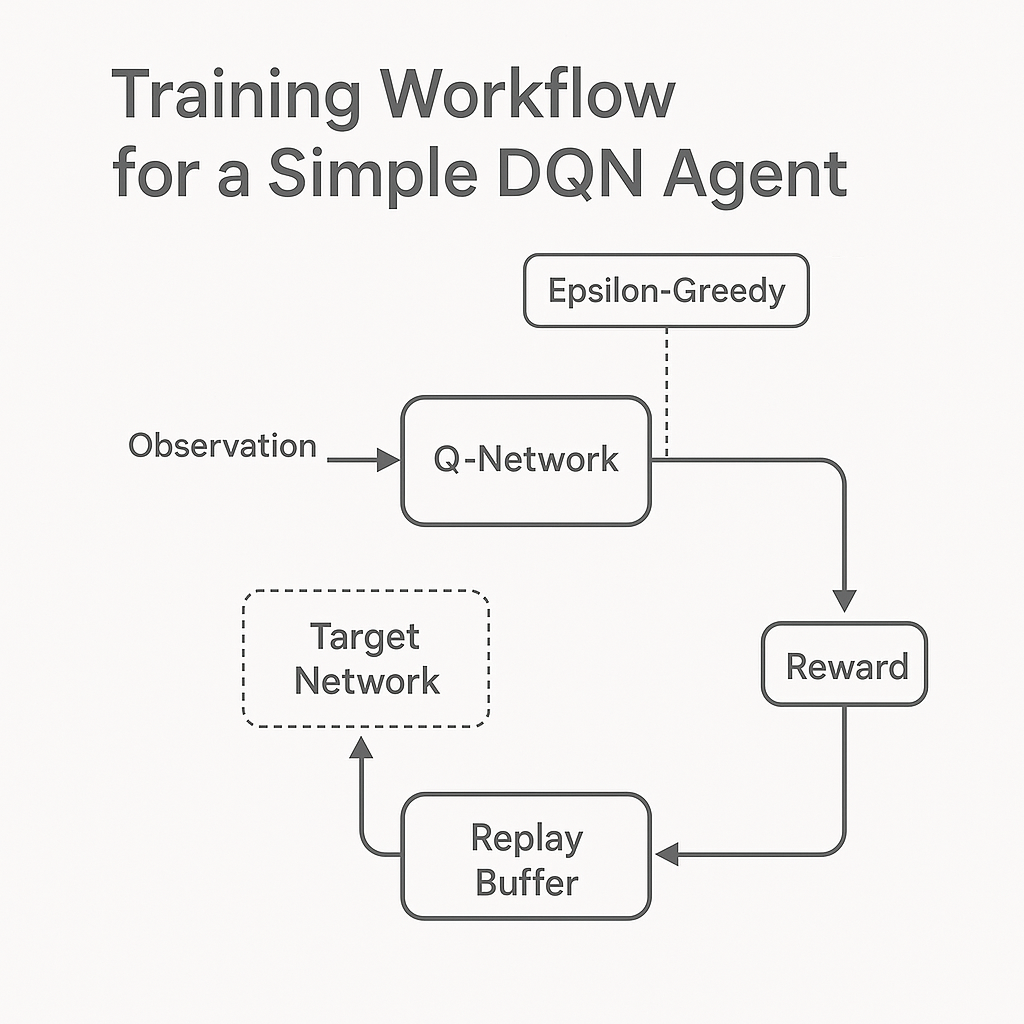 Training Workflow
for a Simple DQN Agent
Epsilon-Greedy
Observation
Q-Network
Target
Network
Reward
Replay
Buffer